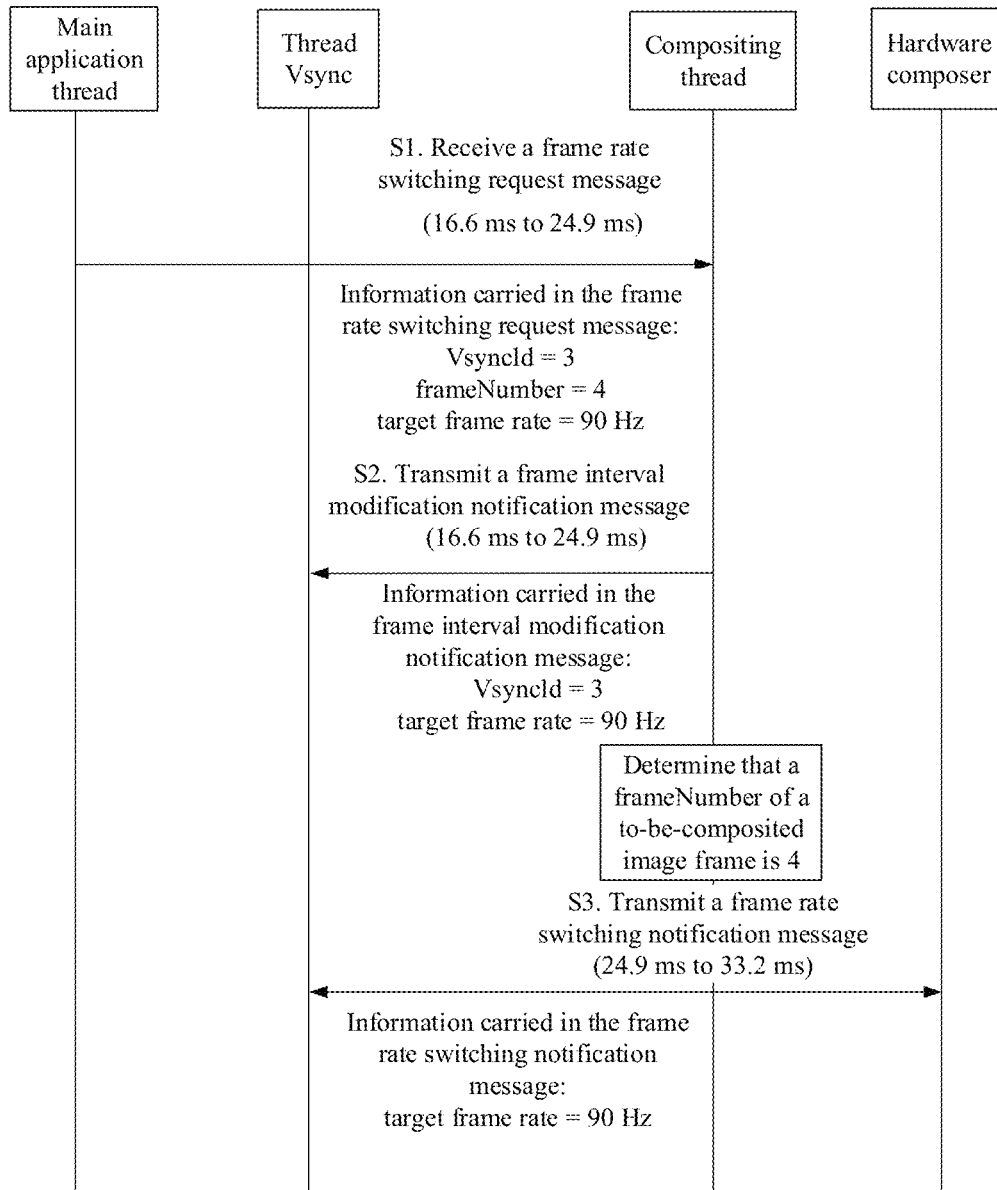 Main
application
thread
Thread
Vsync
Compositing
thread
Hardware
composer
S1. Receive a frame rate
switching request message
(16.6 ms to 24.9 ms)
Information carried in the frame
rate switching request message:
VsyncId = 3
frameNumber = 4
target frame rate = 90 Hz
S2. Transmit a frame interval
modification notification message
(16.6 ms to 24.9 ms)
Information carried in the
frame interval modification
notification message:
VsyncId = 3
target frame rate = 90 Hz
Determine that a
frameNumber of a
to-be-composited
image frame is 4
S3. Transmit a frame rate
switching notification message
(24.9 ms to 33.2 ms)
Information carried in the frame
rate switching notification
message:
target frame rate = 90 Hz